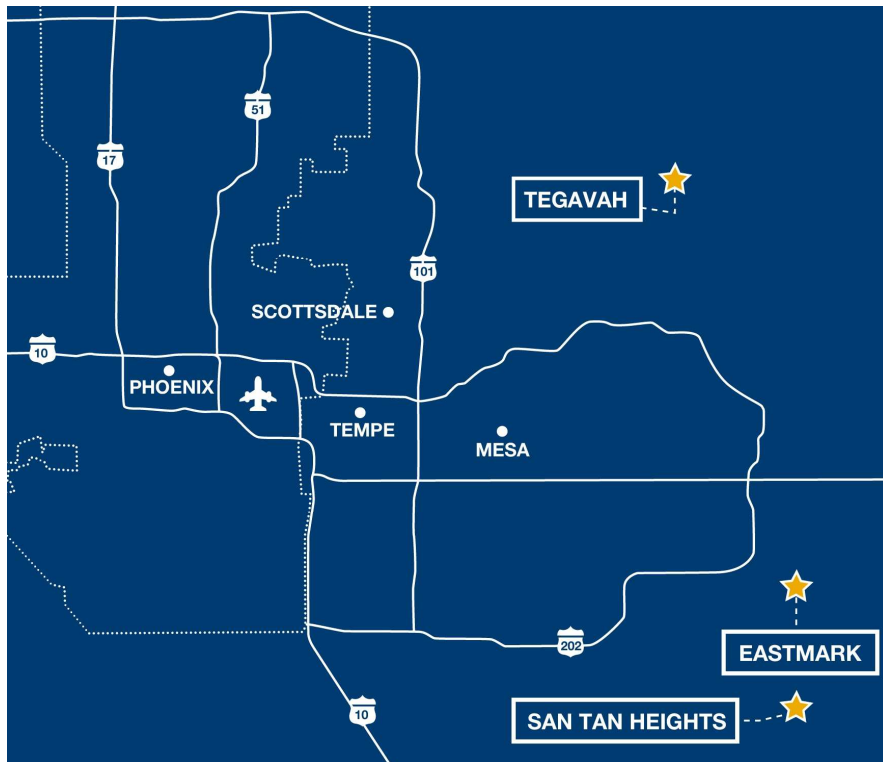 51
17
TEGAVAH
101
SCOTTSDALE
10
PHOENIX
TEMPE
MESA
EASTMARK
202
SAN TAN HEIGHTS
10